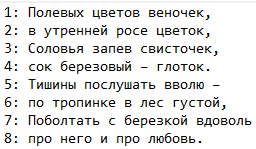 1: Полевых цветов веночек,
2: в утренней росе цветок,
3: Соловья запев свисточек,
4: сок березовый – глоток.
5: Тишины послушать вволю –
6: по тропинке в лес густой,
7: Поболтать с березкой вдоволь
8: про него и про любовь.